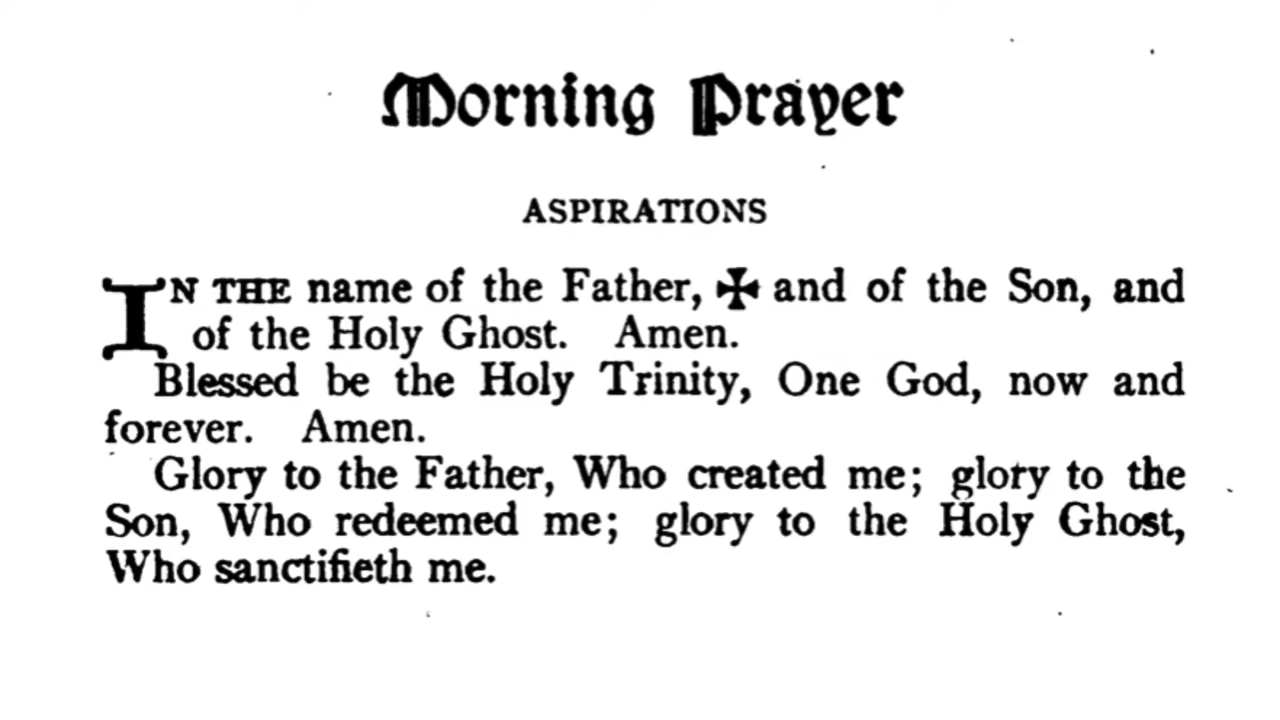 Morning Prayer
ASPIRATIONS
IN THE name of the Father, ✠ and of the Son, and
of the Holy Ghost. Amen.
Blessed be the Holy Trinity, One God, now and
forever. Amen.
Glory to the Father, Who created me; glory to the
Son, Who redeemed me; glory to the Holy Ghost,
Who sanctifieth me.